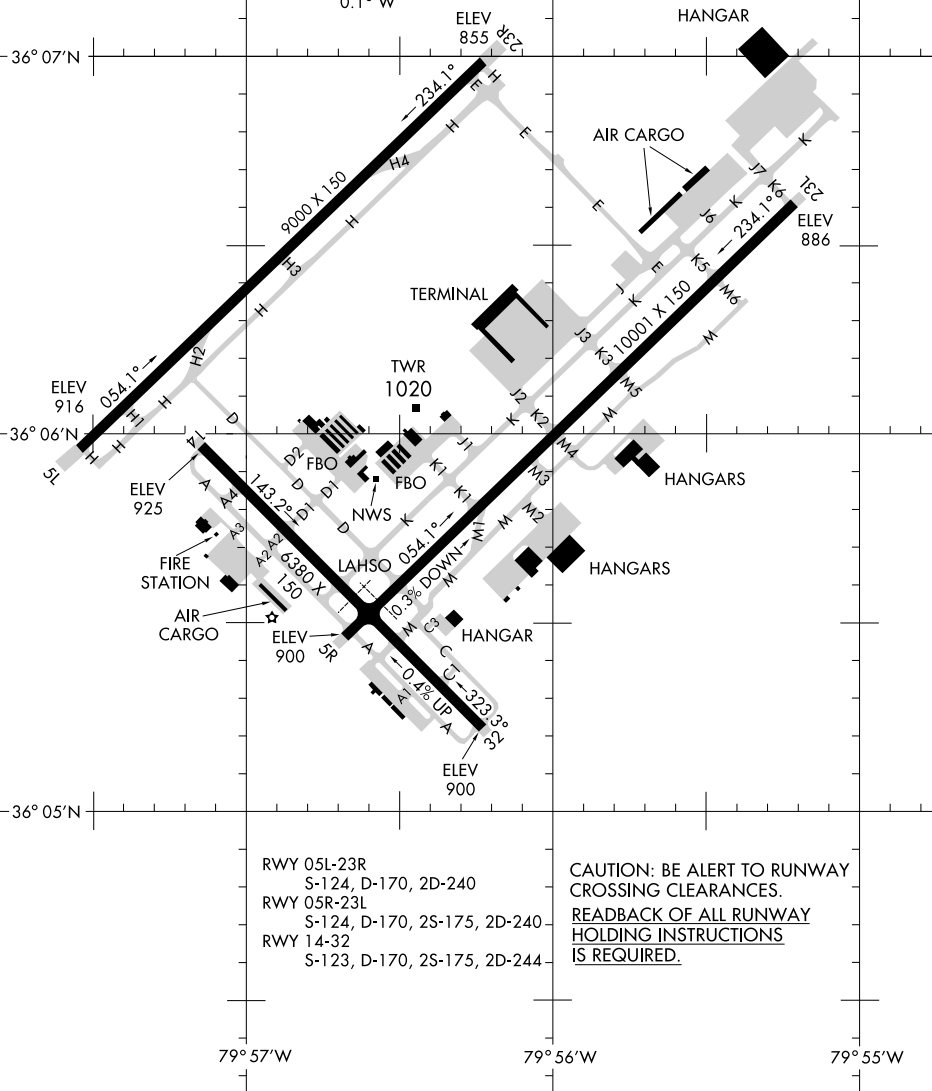 0.1° W
ELEV
855
23R
HANGAR
36° 07'N
E
H
234.1°
H
E
AIR CARGO
H4
K
J7
K6
9000 X 150
H
E
J6
K
23L
234.1°
ELEV
886
H3
E
K5
J
K
M6
TERMINAL
10001 X 150
H
J3
K3
M
H2
TWR
1020
M5
054.1°
ELEV
916
H
H1
H
D
J2
K
K2
M
36° 06'N
H
5L
14
D2
FBO
J1
K1
M4
FBO
K1
M3
HANGARS
ELEV
925
A
A4
143.2°
D
D1
D1
D
NWS
K
054.1°
M1
M
M2
A3
A2
A2
6380 X
150
LAHSO
0.3% DOWN
M
FIRE
STATION
HANGARS
AIR
CARGO
ELEV
900
5R
A
M
C3
C
HANGAR
C1
C
0.4% UP
323.3°
A1
A
32
ELEV
900
36° 05'N
RWY 05L-23R
S-124, D-170, 2D-240
RWY 05R-23L
S-124, D-170, 2S-175, 2D-240
RWY 14-32
S-123, D-170, 2S-175, 2D-244
CAUTION: BE ALERT TO RUNWAY
CROSSING CLEARANCES.
READBACK OF ALL RUNWAY
HOLDING INSTRUCTIONS
IS REQUIRED.
79° 57'W
79° 56'W
79° 55'W